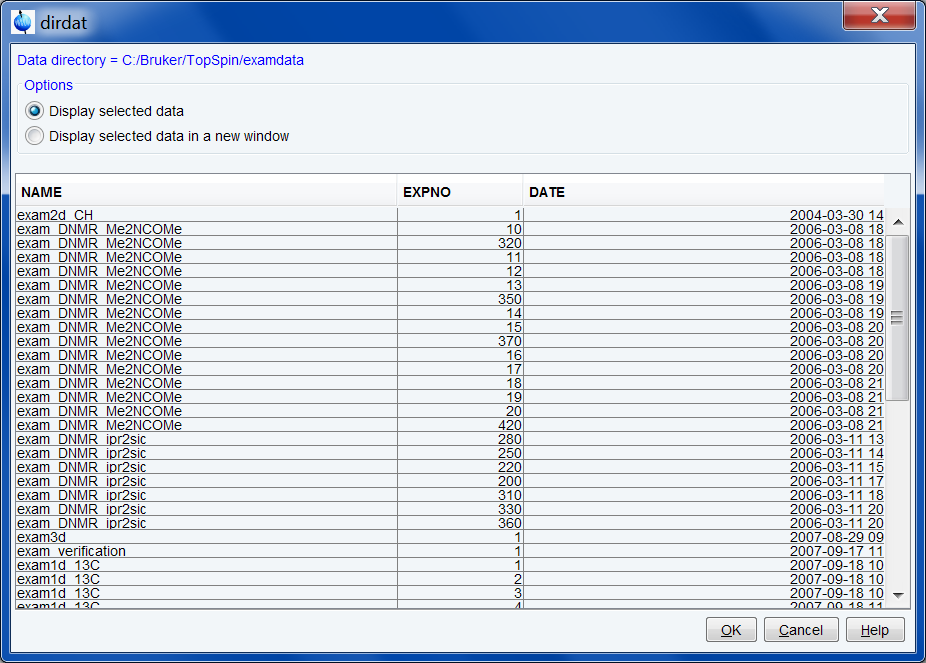 dirdat
Data directory = C:/Bruker/TopSpin/examdata
Options
Display selected data
Display selected data in a new window
NAME EXPNO DATE
exam2d_CH 1 2004-03-30 14
exam_DNMR_Me2NCOMe 10 2006-03-08 18
exam_DNMR_Me2NCOMe 320 2006-03-08 18
exam_DNMR_Me2NCOMe 11 2006-03-08 18
exam_DNMR_Me2NCOMe 12 2006-03-08 18
exam_DNMR_Me2NCOMe 13 2006-03-08 19
exam_DNMR_Me2NCOMe 350 2006-03-08 19
exam_DNMR_Me2NCOMe 14 2006-03-08 19
exam_DNMR_Me2NCOMe 15 2006-03-08 20
exam_DNMR_Me2NCOMe 370 2006-03-08 20
exam_DNMR_Me2NCOMe 16 2006-03-08 20
exam_DNMR_Me2NCOMe 17 2006-03-08 20
exam_DNMR_Me2NCOMe 18 2006-03-08 21
exam_DNMR_Me2NCOMe 19 2006-03-08 21
exam_DNMR_Me2NCOMe 20 2006-03-08 21
exam_DNMR_Me2NCOMe 420 2006-03-08 21
exam_DNMR_ipr2sic 280 2006-03-11 13
exam_DNMR_ipr2sic 250 2006-03-11 14
exam_DNMR_ipr2sic 220 2006-03-11 15
exam_DNMR_ipr2sic 200 2006-03-11 17
exam_DNMR_ipr2sic 310 2006-03-11 18
exam_DNMR_ipr2sic 330 2006-03-11 20
exam_DNMR_ipr2sic 360 2006-03-11 20
exam3d 1 2007-08-29 09
exam_verification 1 2007-09-17 11
exam1d_13C 1 2007-09-18 10
exam1d_13C 2 2007-09-18 10
exam1d_13C 3 2007-09-18 10
exam1d_13C 4 2007-09-18 11
OK Cancel Help